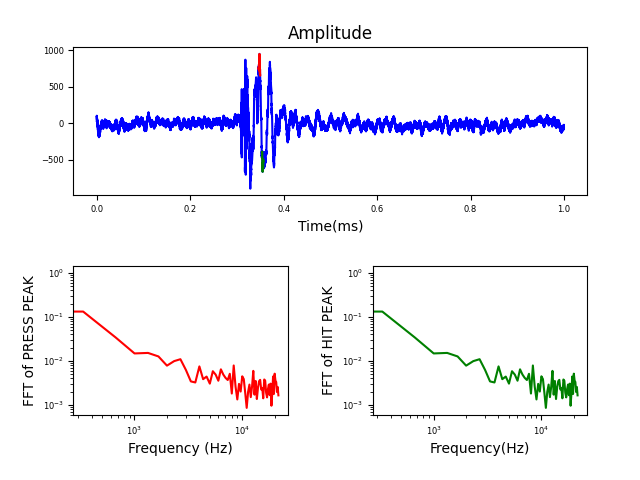 Amplitude
1000
500
0
−500
0.0 0.2 0.4 0.6 0.8 1.0
Time(ms)
FFT of PRESS PEAK
10⁰
10⁻¹
10⁻²
10⁻³
10³ 10⁴
Frequency (Hz)
FFT of HIT PEAK
10⁰
10⁻¹
10⁻²
10⁻³
10³ 10⁴
Frequency(Hz)